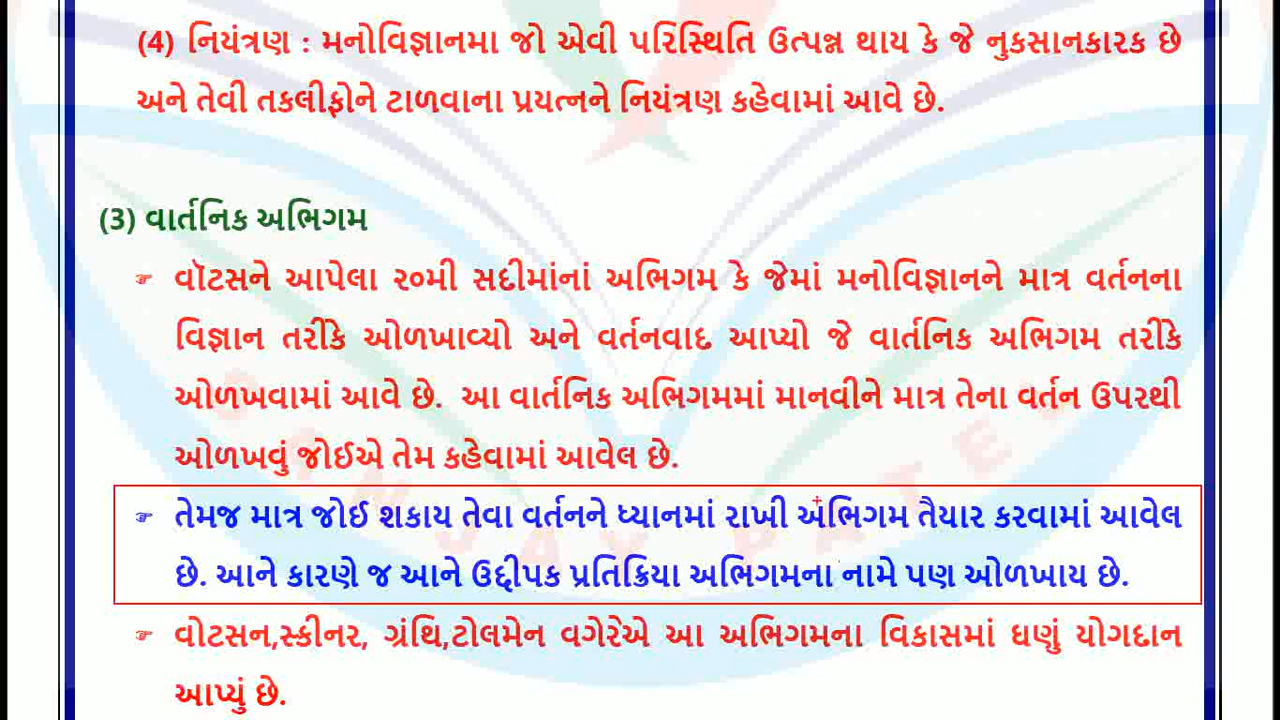 (4) નિયંત્રણ : મનોવિજ્ઞાનમા જો એવી પરિસ્થિતિ ઉત્પન્ન થાય કે જે નુકસાનકારક છે
અને તેવી તકલીફોને ટાળવાના પ્રયત્નને નિયંત્રણ કહેવામાં આવે છે.
(3) વાર્તનિક અભિગમ
☞ વૉટસને આપેલા ૨૦મી સદીમાંનાં અભિગમ કે જેમાં મનોવિજ્ઞાનને માત્ર વર્તનના
વિજ્ઞાન તરીકે ઓળખાવ્યો અને વર્તનવાદ આપ્યો જે વાર્તનિક અભિગમ તરીકે
ઓળખવામાં આવે છે. આ વાર્તનિક અભિગમમાં માનવીને માત્ર તેના વર્તન ઉપરથી
ઓળખવું જોઈએ તેમ કહેવામાં આવેલ છે.
☞ તેમજ માત્ર જોઈ શકાય તેવા વર્તનને ધ્યાનમાં રાખી અભિગમ તૈયાર કરવામાં આવેલ
છે. આને કારણે જ આને ઉદ્દીપક પ્રતિક્રિયા અભિગમના નામે પણ ઓળખાય છે.
☞ વોટસન,સ્કીનર, ગ્રંથિ,ટોલમેન વગેરેએ આ અભિગમના વિકાસમાં ઘણું યોગદાન
આપ્યું છે.